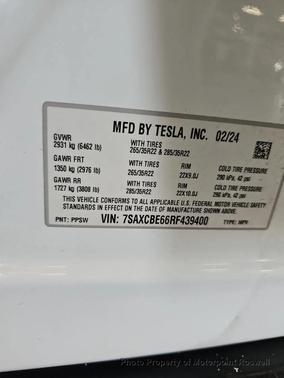 MFD BY TESLA, INC. 02/24
GVWR
2931 kg (6462 lb)
WITH TIRES
265/35R22 & 285/35R22
GAWR FRT
1350 kg (2976 lb)
WITH TIRES
265/35R22
RIM
22X9.0J
COLD TIRE PRESSURE
290 kPa, 42 psi
GAWR RR
1727 kg (3808 lb)
WITH TIRES
285/35R22
RIM
22X10.0J
COLD TIRE PRESSURE
290 kPa, 42 psi
THIS VEHICLE CONFORMS TO ALL APPLICABLE
U.S. FEDERAL MOTOR VEHICLE SAFETY AND
THEFT PREVENTION STANDARDS IN EFFECT ON
THE DATE OF MANUFACTURE SHOWN ABOVE.
PNT: PPSW
VIN: 7SAXCBE66RF439400
TYPE: MPV
This Photo Property of Motorpoint Roswell